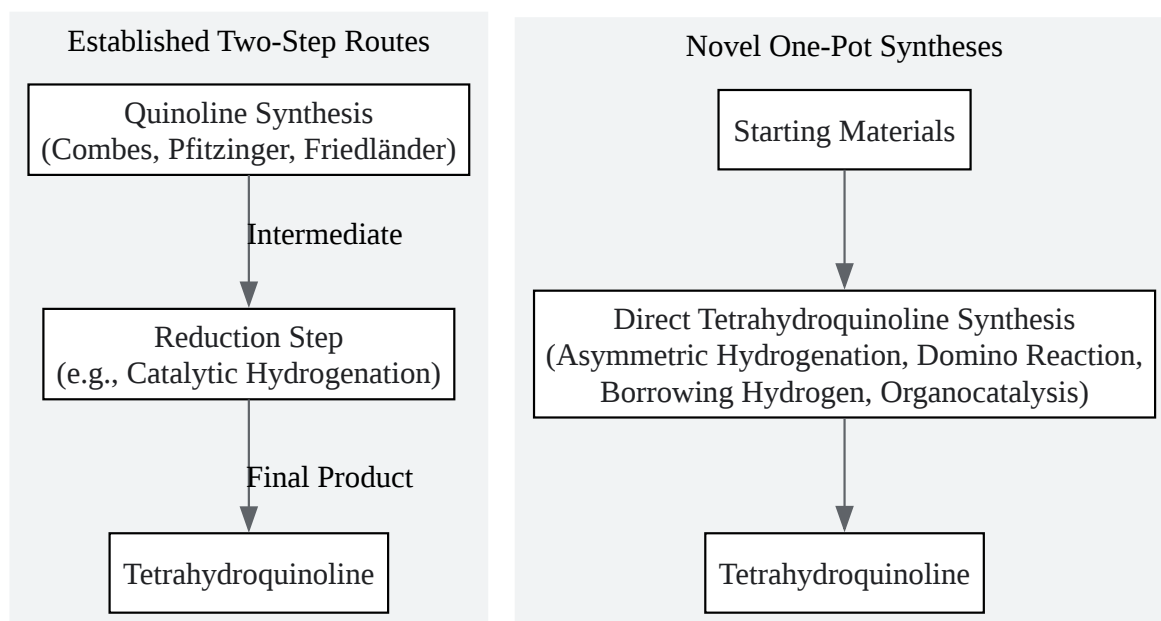 Established Two-Step Routes
Quinoline Synthesis
(Combes, Pfitzinger, Friedländer)
Intermediate
Reduction Step
(e.g., Catalytic Hydrogenation)
Final Product
Tetrahydroquinoline
Novel One-Pot Syntheses
Starting Materials
Direct Tetrahydroquinoline Synthesis
(Asymmetric Hydrogenation, Domino Reaction,
Borrowing Hydrogen, Organocatalysis)
Tetrahydroquinoline